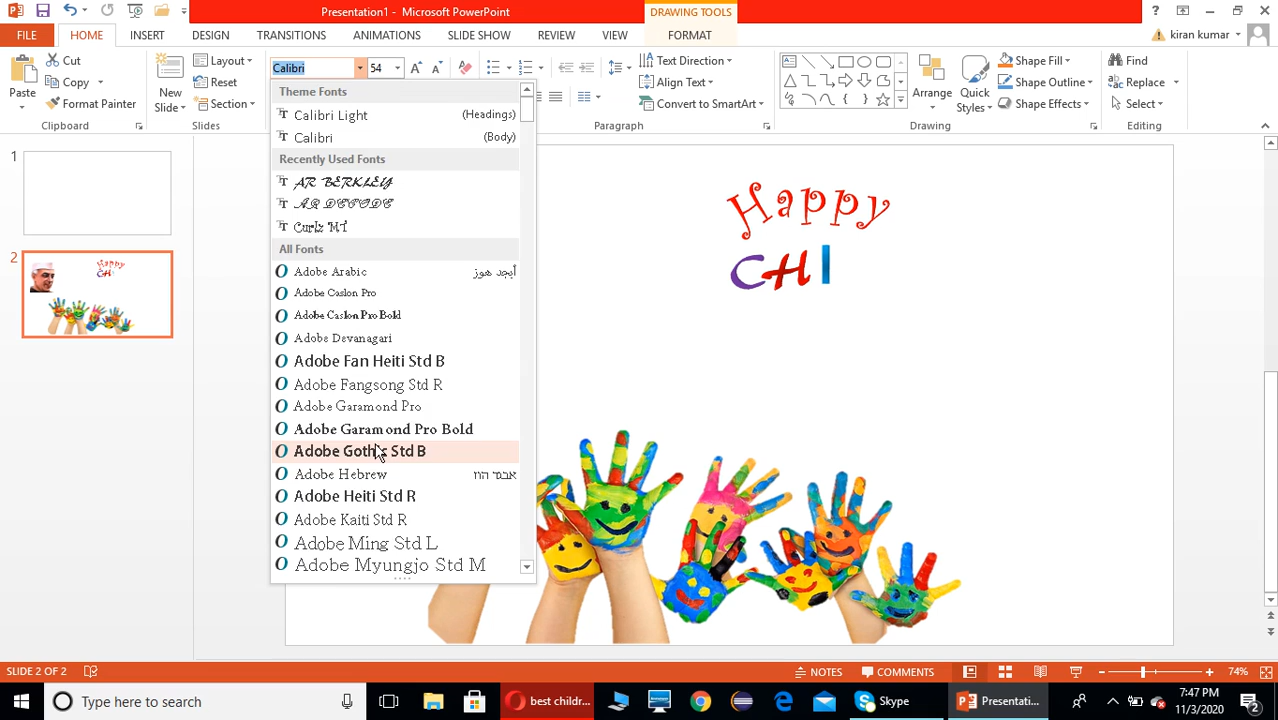 Presentation1 - Microsoft PowerPoint
DRAWING TOOLS
?
FILE
HOME
INSERT
DESIGN
TRANSITIONS
ANIMATIONS
SLIDE SHOW
REVIEW
VIEW
FORMAT
kiran kumar
Paste
Cut
Copy
Format Painter
Clipboard
New
Slide
Layout
Reset
Section
Slides
Calibri
54
Text Direction
Align Text
Convert to SmartArt
Paragraph
Arrange
Quick
Styles
Shape Fill
Shape Outline
Shape Effects
Drawing
Find
Replace
Select
Editing
Theme Fonts
Calibri Light (Headings)
Calibri (Body)
Recently Used Fonts
AR BERKLEY
AR DECODE
Curlz MT
All Fonts
Adobe Arabic أبجد هوز
Adobe Caslon Pro
Adobe Caslon Pro Bold
Adobe Devanagari
Adobe Fan Heiti Std B
Adobe Fangsong Std R
Adobe Garamond Pro
Adobe Garamond Pro Bold
Adobe Gothic Std B
Adobe Hebrew אבגד הוז
Adobe Heiti Std R
Adobe Kaiti Std R
Adobe Ming Std L
Adobe Myungjo Std M
1
2
Happy
CH
Happy
CHI
SLIDE 2 OF 2
NOTES
COMMENTS
74%
Type here to search
best childr...
Skype
Presentati...
7:47 PM
11/3/2020
2